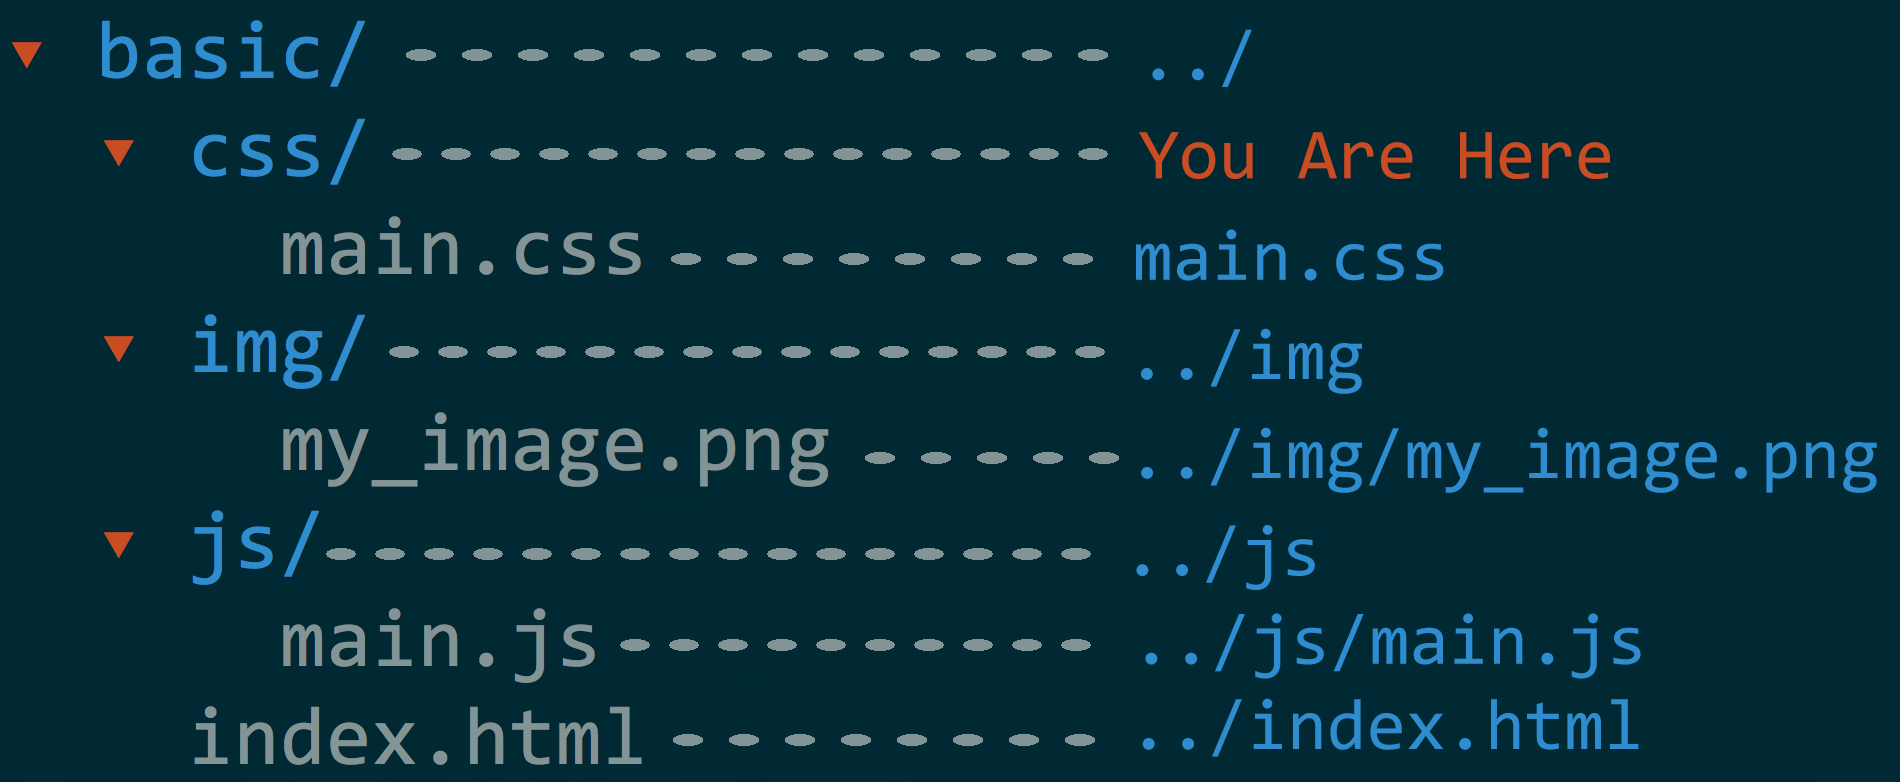 basic/ ../
css/ You Are Here
main.css main.css
img/ ../img
my_image.png ../img/my_image.png
js/ ../js
main.js ../js/main.js
index.html ../index.html